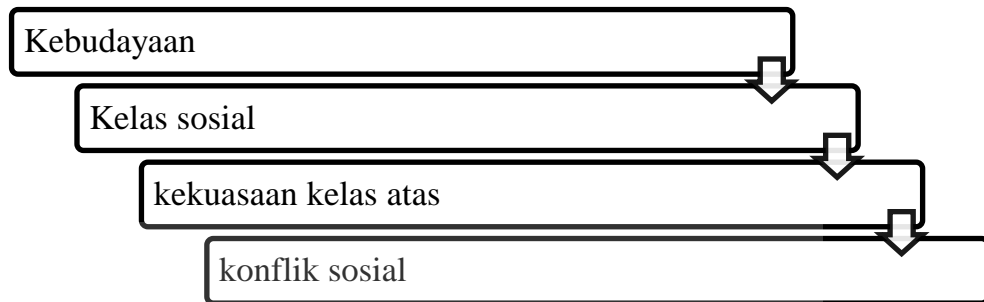 Kebudayaan
Kelas sosial
kekuasaan kelas atas
konflik sosial